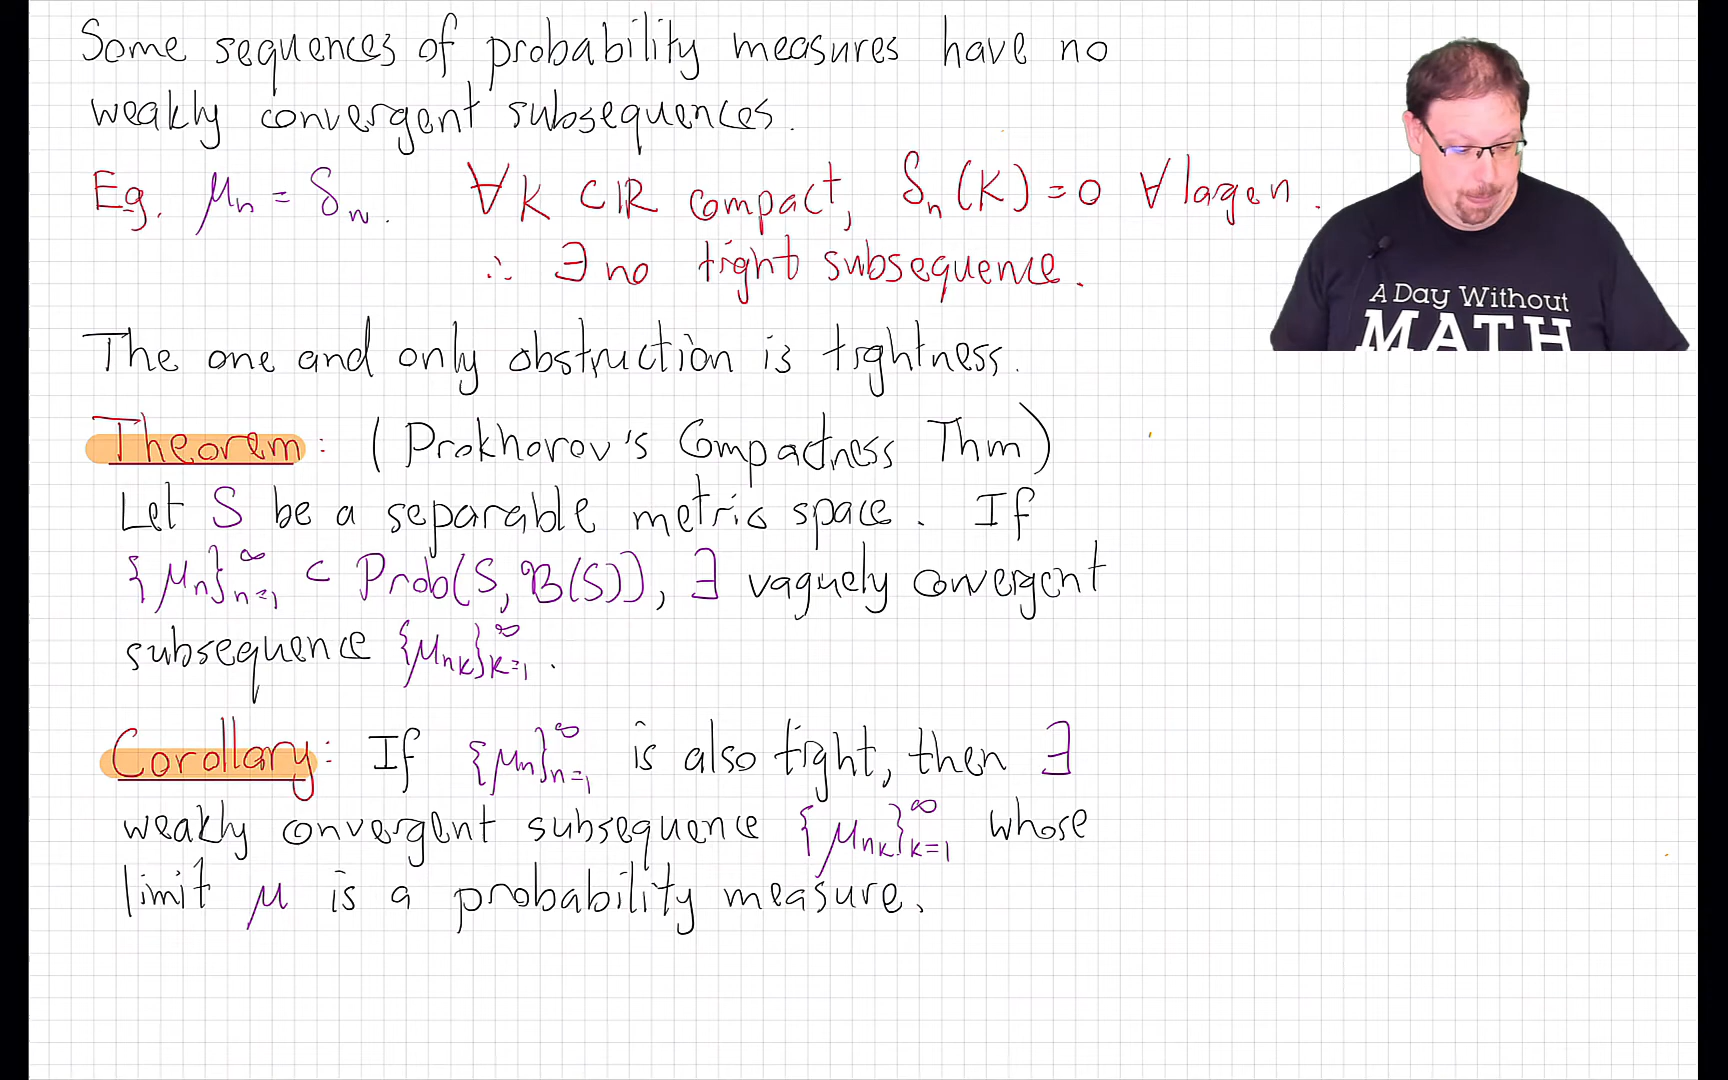 Some sequences of probability measures have no
weakly convergent subsequences.
Eg. μn = δn. ∀K ⊂ ℝ compact, δn(K) = 0 ∀ lagen.
∴ ∃ no tight subsequence.
The one and only obstruction is tightness.
Theorem: (Prokhorov's Compactness Thm)
Let S be a separable metric space. If
{μn}∞n=1 ⊂ Prob(S, B(S)), ∃ vaguely convergent
subsequence {μnk}∞k=1.
Corollary: If {μn}∞n=1 is also tight, then ∃
weakly convergent subsequence {μnk}∞k=1 whose
limit μ is a probability measure.
A Day Without
MATH